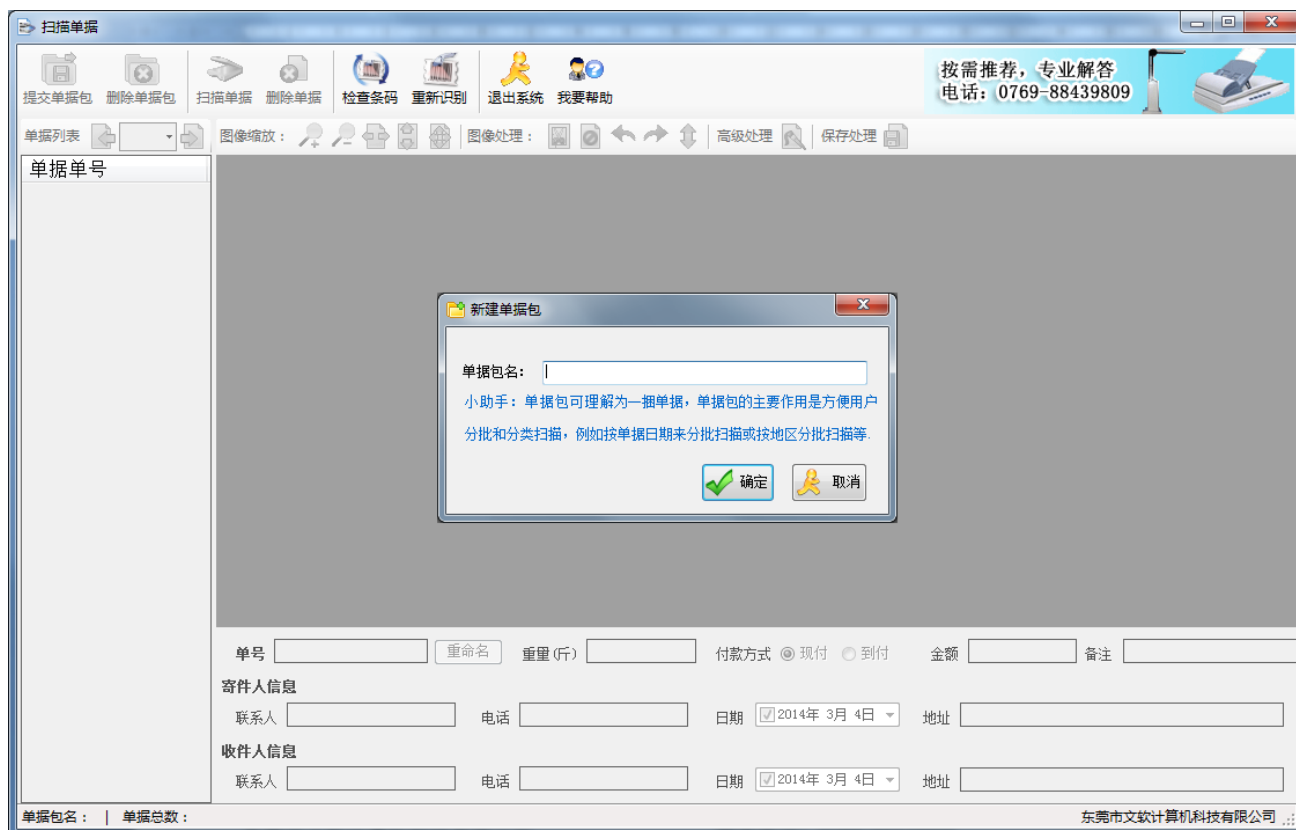 扫描单据
提交单据包 删除单据包 扫描单据 删除单据 检查条码 重新识别 退出系统 我要帮助
按需推荐，专业解答
电话：0769-88439809
单据列表 图像缩放： 图像处理： 高级处理 保存处理
单据单号
新建单据包
单据包名：
小助手：单据包可理解为一捆单据，单据包的主要作用是方便用户
分批和分类扫描，例如按单据日期来分批扫描或按地区分批扫描等.
确定 取消
单号 重命名 重量(斤) 付款方式 现付 到付 金额 备注
寄件人信息
联系人 电话 日期 2014年 3月 4日 地址
收件人信息
联系人 电话 日期 2014年 3月 4日 地址
单据包名： | 单据总数： 东莞市文软计算机科技有限公司